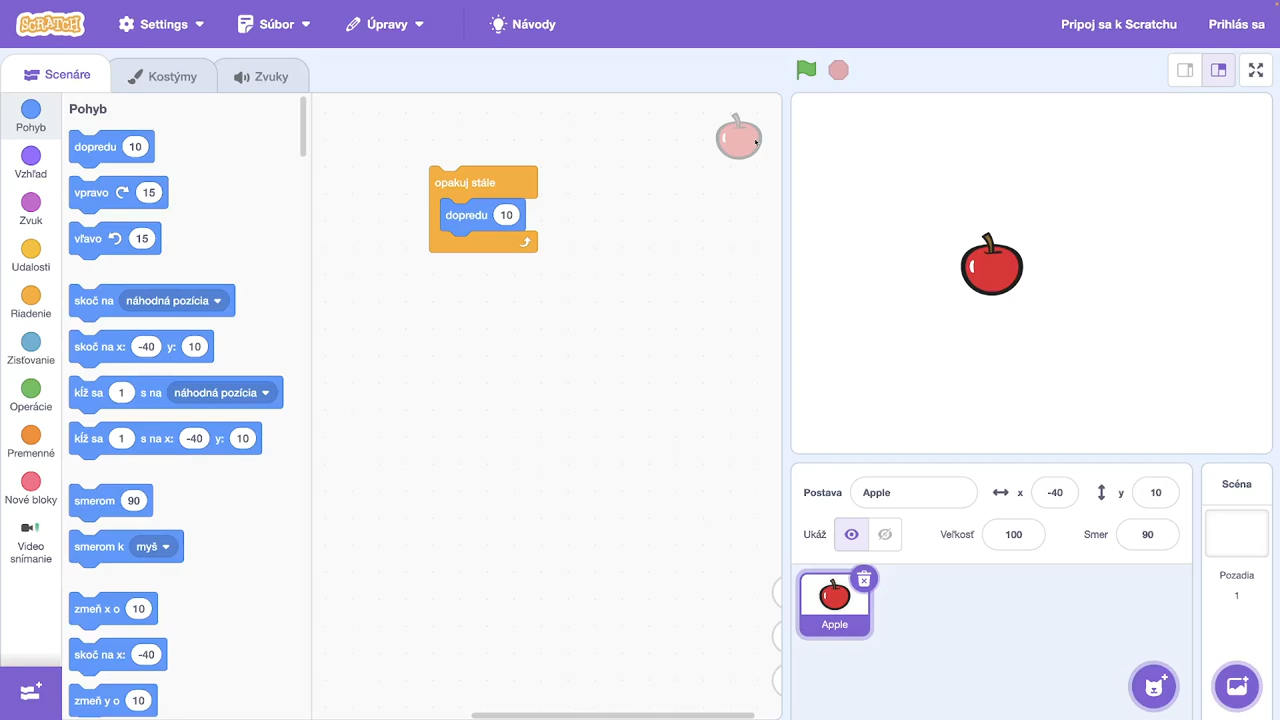 SCRATCH Settings Súbor Úpravy Návody Pripoj sa k Scratchu Prihlás sa
Scenáre Kostýmy Zvuky
Pohyb
Vzhľad
Zvuk
Udalosti
Riadenie
Zisťovanie
Operácie
Premenné
Nové bloky
Video
snímanie
Pohyb
dopredu 10
vpravo 15
vľavo 15
skoč na náhodná pozícia
skoč na x: -40 y: 10
kĺž sa 1 s na náhodná pozícia
kĺž sa 1 s na x: -40 y: 10
smerom 90
smerom k myš
zmeň x o 10
skoč na x: -40
zmeň y o 10
opakuj stále
dopredu 10
Postava Apple x -40 y 10
Ukáž Veľkosť 100 Smer 90
Apple
Scéna
Pozadia
1